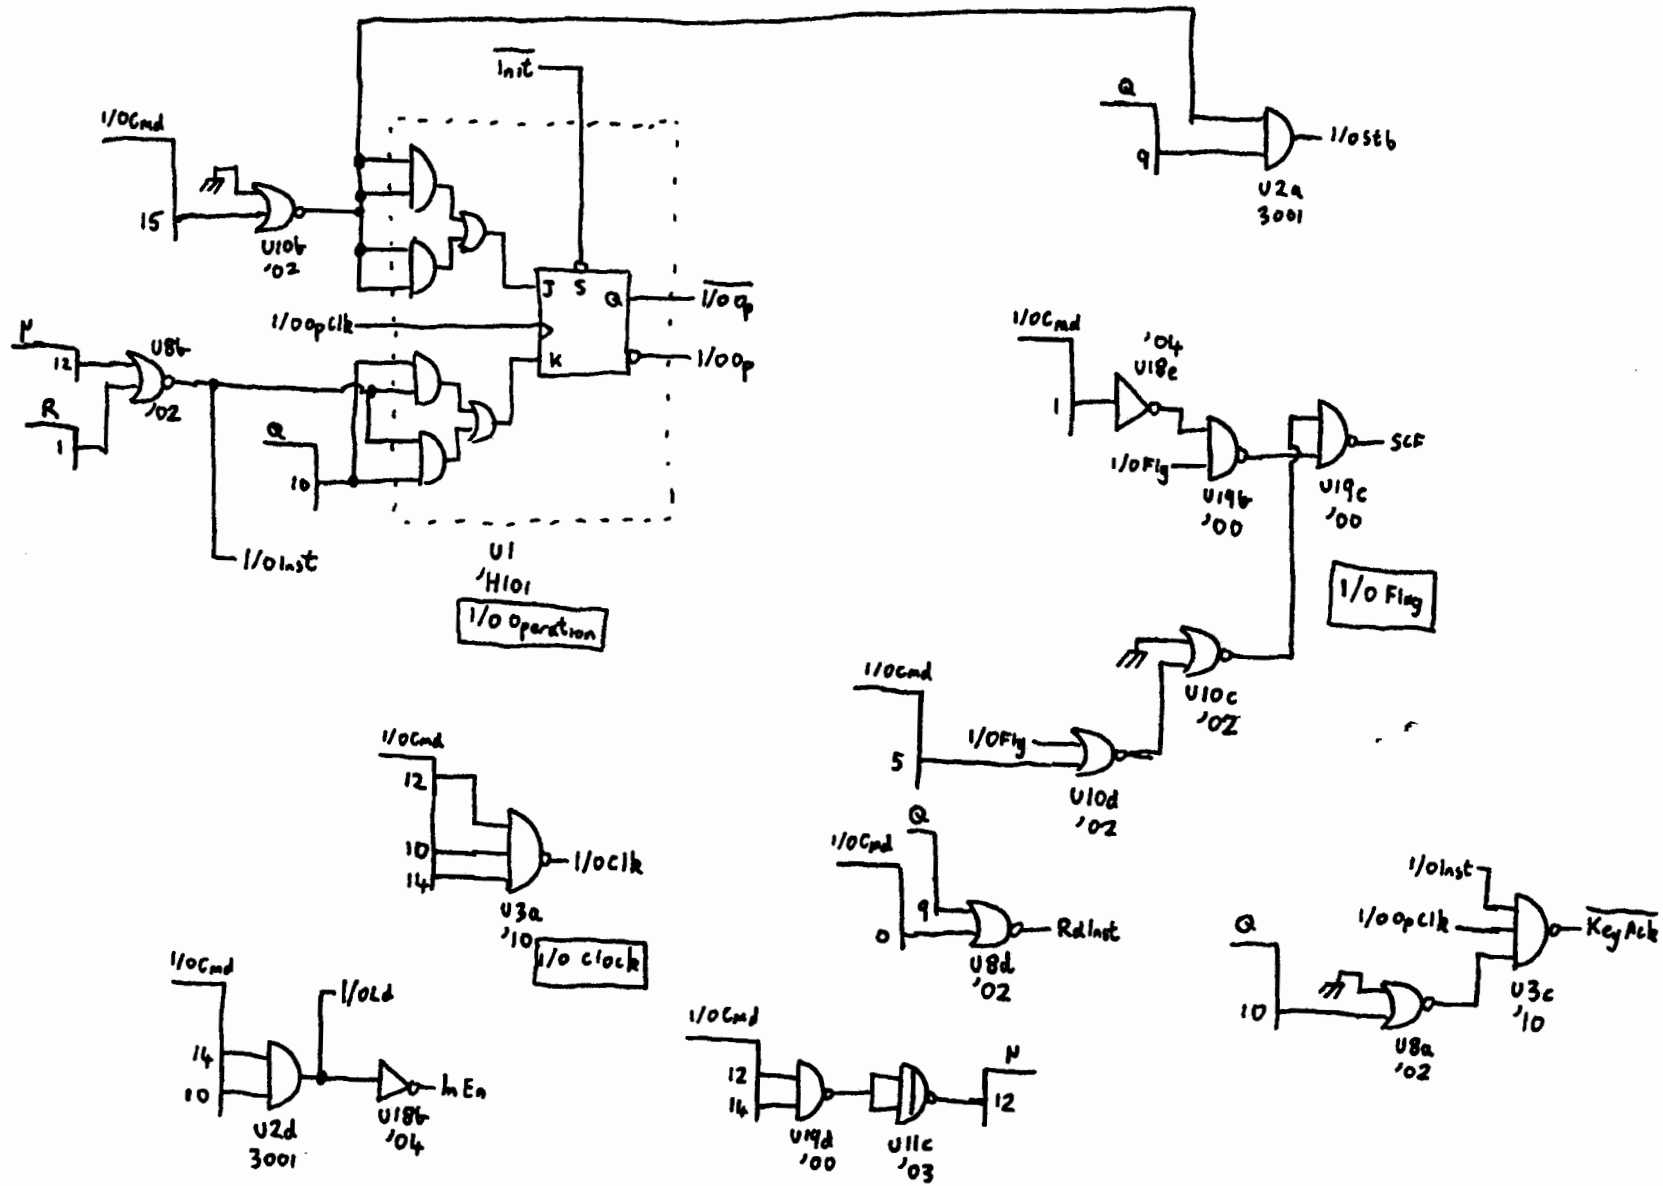 Init
Q
I/OCmd
I/OStb
9
U2a
3001
15
U10b
'02
J
S
Q
I/OOp
I/OOpClk
I/OCmd
'04
U18e
M
12
U8b
'02
K
I/OOp
R
1
Q
10
1
I/OFlg
SCF
U19b
'00
U19c
'00
I/OInst
U1
'H101
I/O Operation
I/O Flag
I/OCmd
U10c
'02
I/OFlg
5
U10d
'02
I/OCmd
12
10
14
I/OClk
U3a
'10
I/O Clock
Q
I/OCmd
9
0
RdInst
U8d
'02
I/OInst
I/OOpClk
KeyAck
Q
10
U8a
'02
U3c
'10
I/OCmd
I/OLd
14
10
InEn
U2d
3001
U18b
'04
I/OCmd
12
14
U19d
'00
U11c
'03
M
12